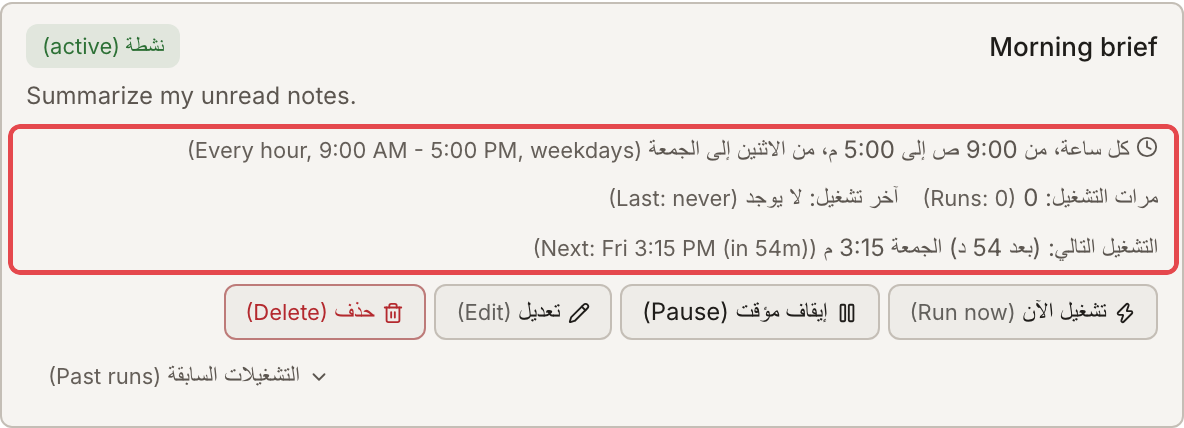 Morning brief
نشطة (active)
Summarize my unread notes.
كل ساعة، من 9:00 ص إلى 5:00 م، من الاثنين إلى الجمعة (Every hour, 9:00 AM - 5:00 PM, weekdays)
مرات التشغيل: 0 (Runs: 0) آخر تشغيل: لا يوجد (Last: never)
التشغيل التالي: (بعد 54 د) الجمعة 3:15 م (Next: Fri 3:15 PM (in 54m))
تشغيل الآن (Run now)
إيقاف مؤقت (Pause)
تعديل (Edit)
حذف (Delete)
التشغيلات السابقة (Past runs)